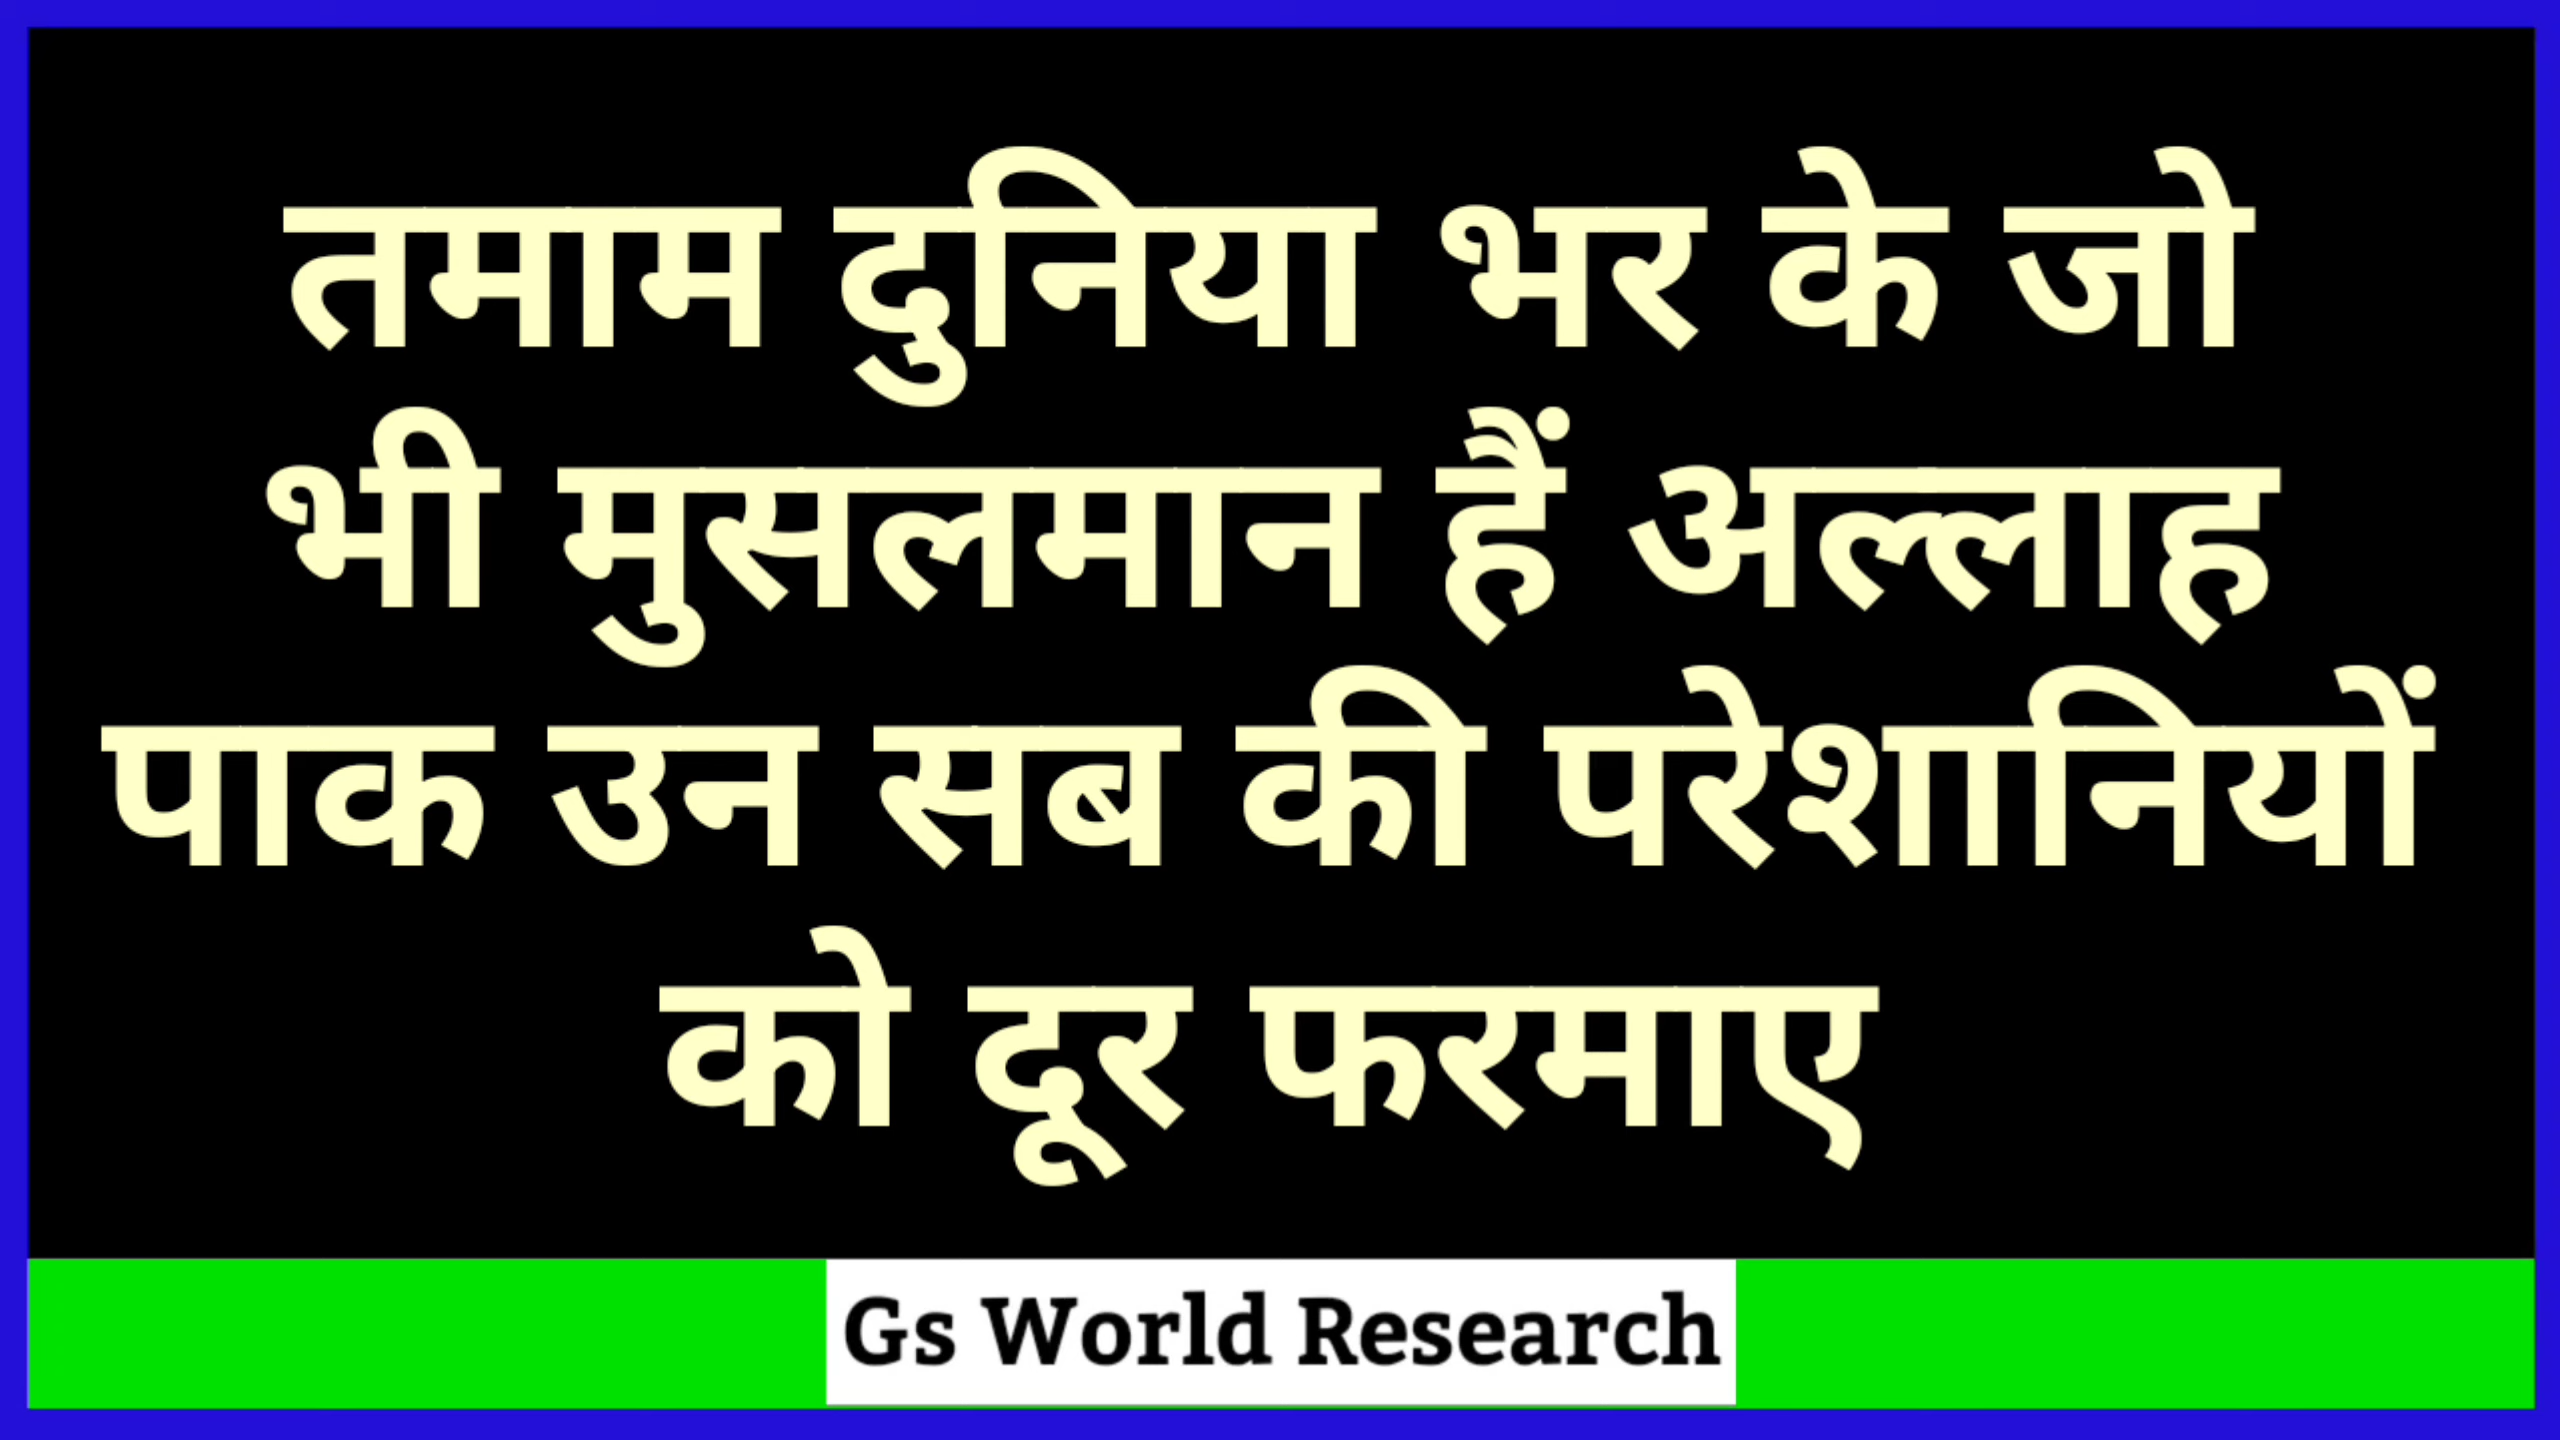 तमाम दुनिया भर के जो
भी मुसलमान हैं अल्लाह
पाक उन सब की परेशानियों
को दूर फरमाए
Gs World Research